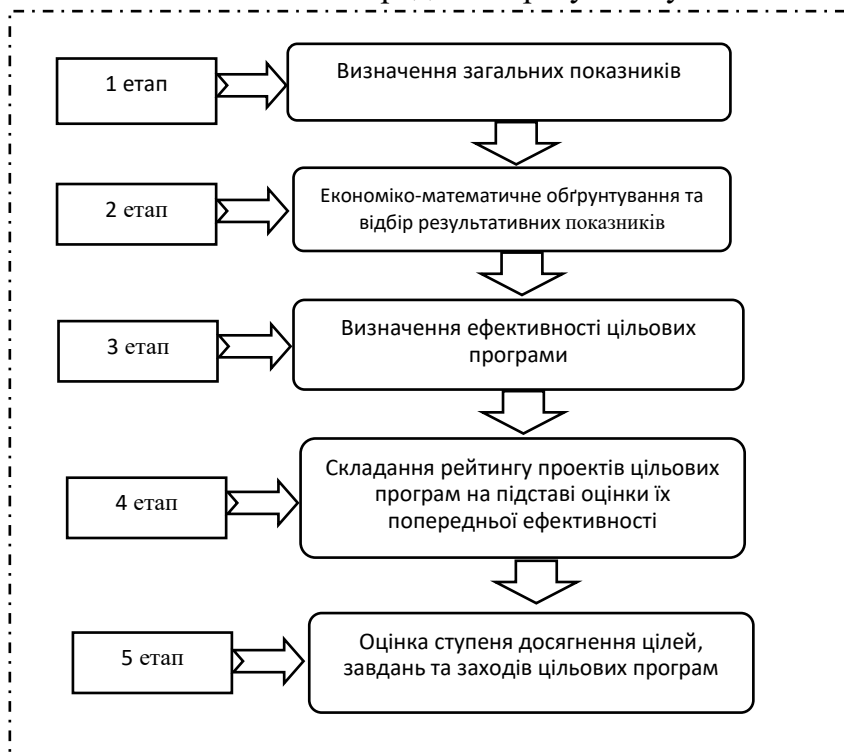 1 етап
Визначення загальних показників
2 етап
Економіко-математичне обґрунтування та
відбір результативних показників
3 етап
Визначення ефективності цільових
програми
4 етап
Складання рейтингу проектів цільових
програм на підставі оцінки їх
попередньої ефективності
5 етап
Оцінка ступеня досягнення цілей,
завдань та заходів цільових програм